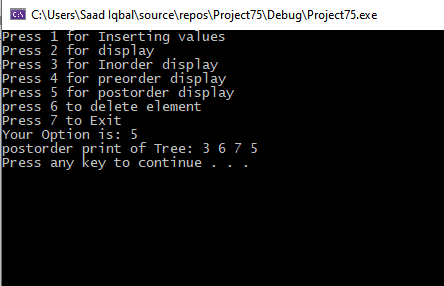 C:\Users\Saad Iqbal\source\repos\Project75\Debug\Project75.exe
Press 1 for Inserting values
Press 2 for display
Press 3 for Inorder display
Press 4 for preorder display
Press 5 for postorder display
press 6 to delete element
Press 7 to Exit
Your Option is: 5
postorder print of Tree: 3 6 7 5
Press any key to continue . . .